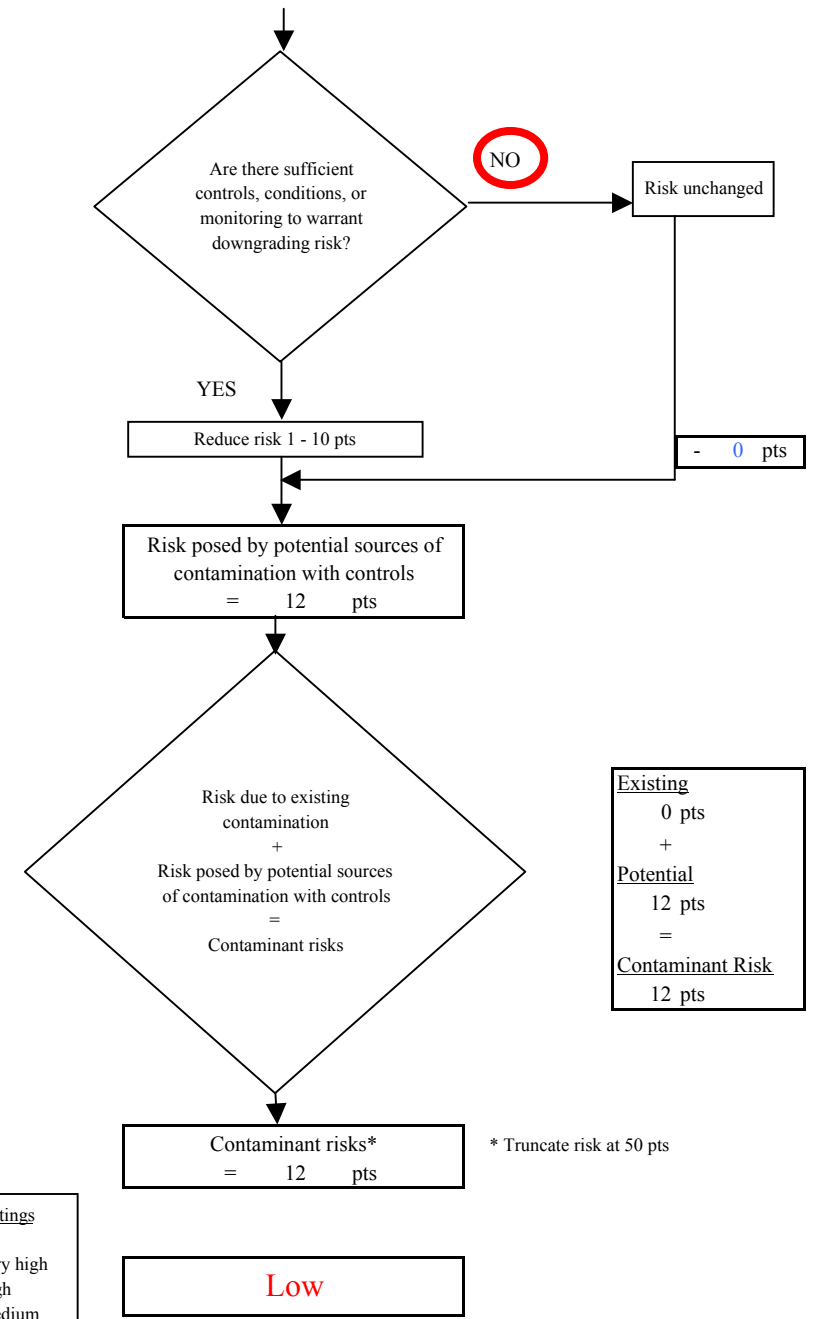 Are there sufficient
controls, conditions, or
monitoring to warrant
downgrading risk?
NO
Risk unchanged
YES
Reduce risk 1 - 10 pts
- 0 pts
Risk posed by potential sources of
contamination with controls
= 12 pts
Risk due to existing
contamination
+
Risk posed by potential sources
of contamination with controls
=
Contaminant risks
Existing
0 pts
+
Potential
12 pts
=
Contaminant Risk
12 pts
Contaminant risks*
= 12 pts
* Truncate risk at 50 pts
high
Low